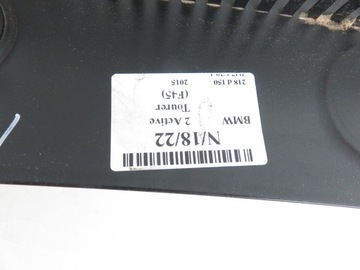 N/18/22
BMW 2 Active
Tourer
(F45)
218 d 150
2015